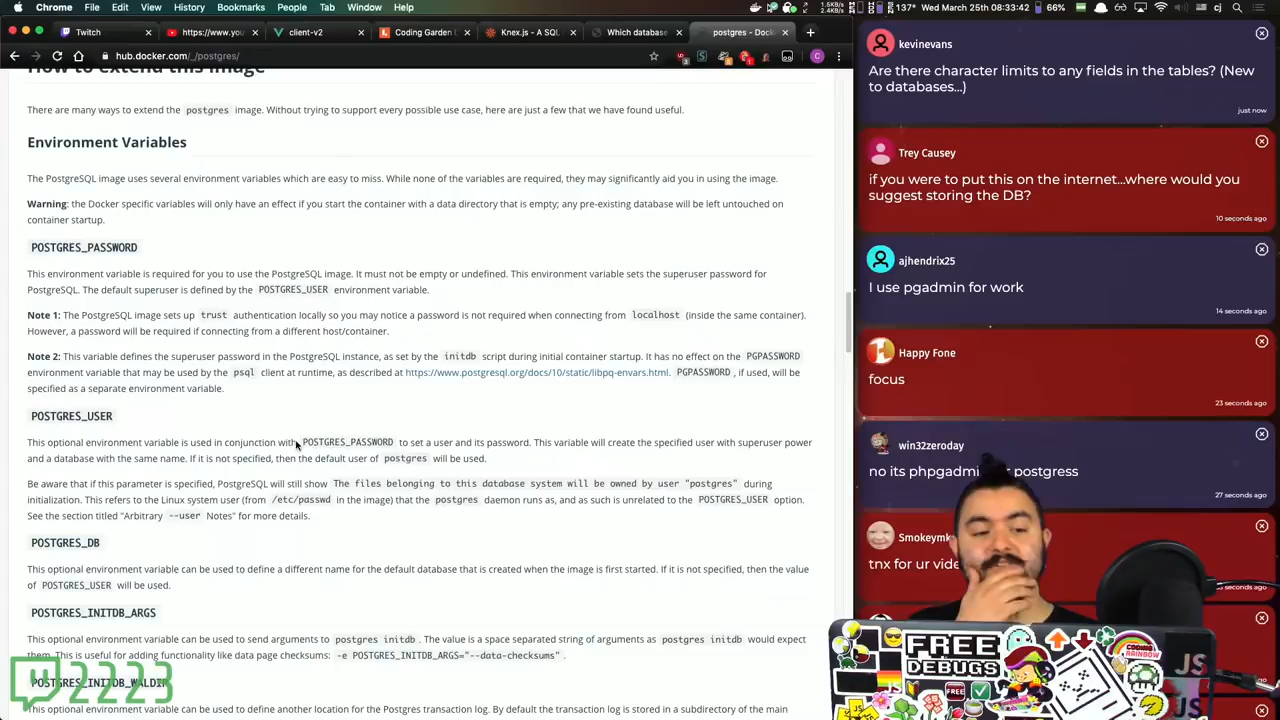 Chrome File Edit View History Bookmarks People Tab Window Help
1.5KB/s
2.4KB/s
137° Wed March 25th 08:33:42 66% cj
Twitch
https://www.you
client-v2
Coding Garden D
Knex.js - A SQL
Which database
postgres - Dock
hub.docker.com/_/postgres/
How to extend this image
There are many ways to extend the postgres image. Without trying to support every possible use case, here are just a few that we have found useful.
Environment Variables
The PostgreSQL image uses several environment variables which are easy to miss. While none of the variables are required, they may significantly aid you in using the image.
Warning: the Docker specific variables will only have an effect if you start the container with a data directory that is empty; any pre-existing database will be left untouched on
container startup.
POSTGRES_PASSWORD
This environment variable is required for you to use the PostgreSQL image. It must not be empty or undefined. This environment variable sets the superuser password for
PostgreSQL. The default superuser is defined by the POSTGRES_USER environment variable.
Note 1: The PostgreSQL image sets up trust authentication locally so you may notice a password is not required when connecting from localhost (inside the same container).
However, a password will be required if connecting from a different host/container.
Note 2: This variable defines the superuser password in the PostgreSQL instance, as set by the initdb script during initial container startup. It has no effect on the PGPASSWORD
environment variable that may be used by the psql client at runtime, as described at https://www.postgresql.org/docs/10/static/libpq-envars.html. PGPASSWORD, if used, will be
specified as a separate environment variable.
POSTGRES_USER
This optional environment variable is used in conjunction with POSTGRES_PASSWORD to set a user and its password. This variable will create the specified user with superuser power
and a database with the same name. If it is not specified, then the default user of postgres will be used.
Be aware that if this parameter is specified, PostgreSQL will still show The files belonging to this database system will be owned by user "postgres" during
initialization. This refers to the Linux system user (from /etc/passwd in the image) that the postgres daemon runs as, and as such is unrelated to the POSTGRES_USER option.
See the section titled "Arbitrary --user Notes" for more details.
POSTGRES_DB
This optional environment variable can be used to define a different name for the default database that is created when the image is first started. If it is not specified, then the value
of POSTGRES_USER will be used.
POSTGRES_INITDB_ARGS
This optional environment variable can be used to send arguments to postgres initdb. The value is a space separated string of arguments as postgres initdb would expect
them. This is useful for adding functionality like data page checksums: -e POSTGRES_INITDB_ARGS="--data-checksums".
POSTGRES_INITDB_WALDIR
This optional environment variable can be used to define another location for the Postgres transaction log. By default the transaction log is stored in a subdirectory of the main
2223
kevinevans
Are there character limits to any fields in the tables? (New
to databases...)
just now
Trey Causey
if you were to put this on the internet...where would you
suggest storing the DB?
10 seconds ago
ajhendrix25
I use pgadmin for work
14 seconds ago
Happy Fone
focus
23 seconds ago
win32zeroday
no its phpgadmi postgress
27 seconds ago
Smokeymk
tnx for ur vide
seconds ago
FREE
DEBUGS
CODING
RAINBOW
FREE
JS
JS